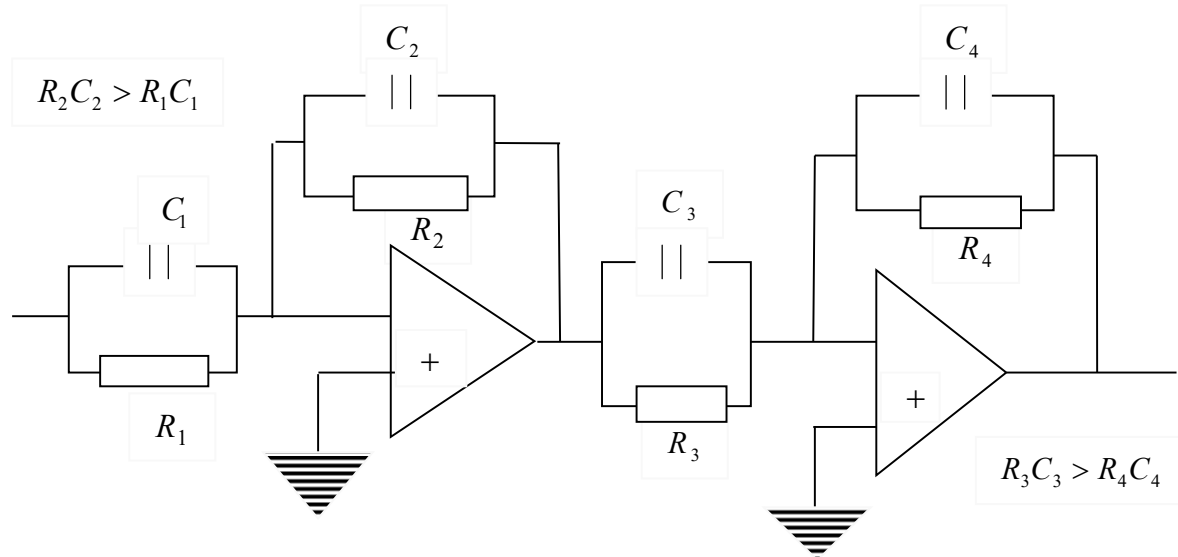 C₂
C₄
R₂C₂ > R₁C₁
C₁
C₃
R₂
R₄
+
+
R₁
R₃
R₃C₃ > R₄C₄